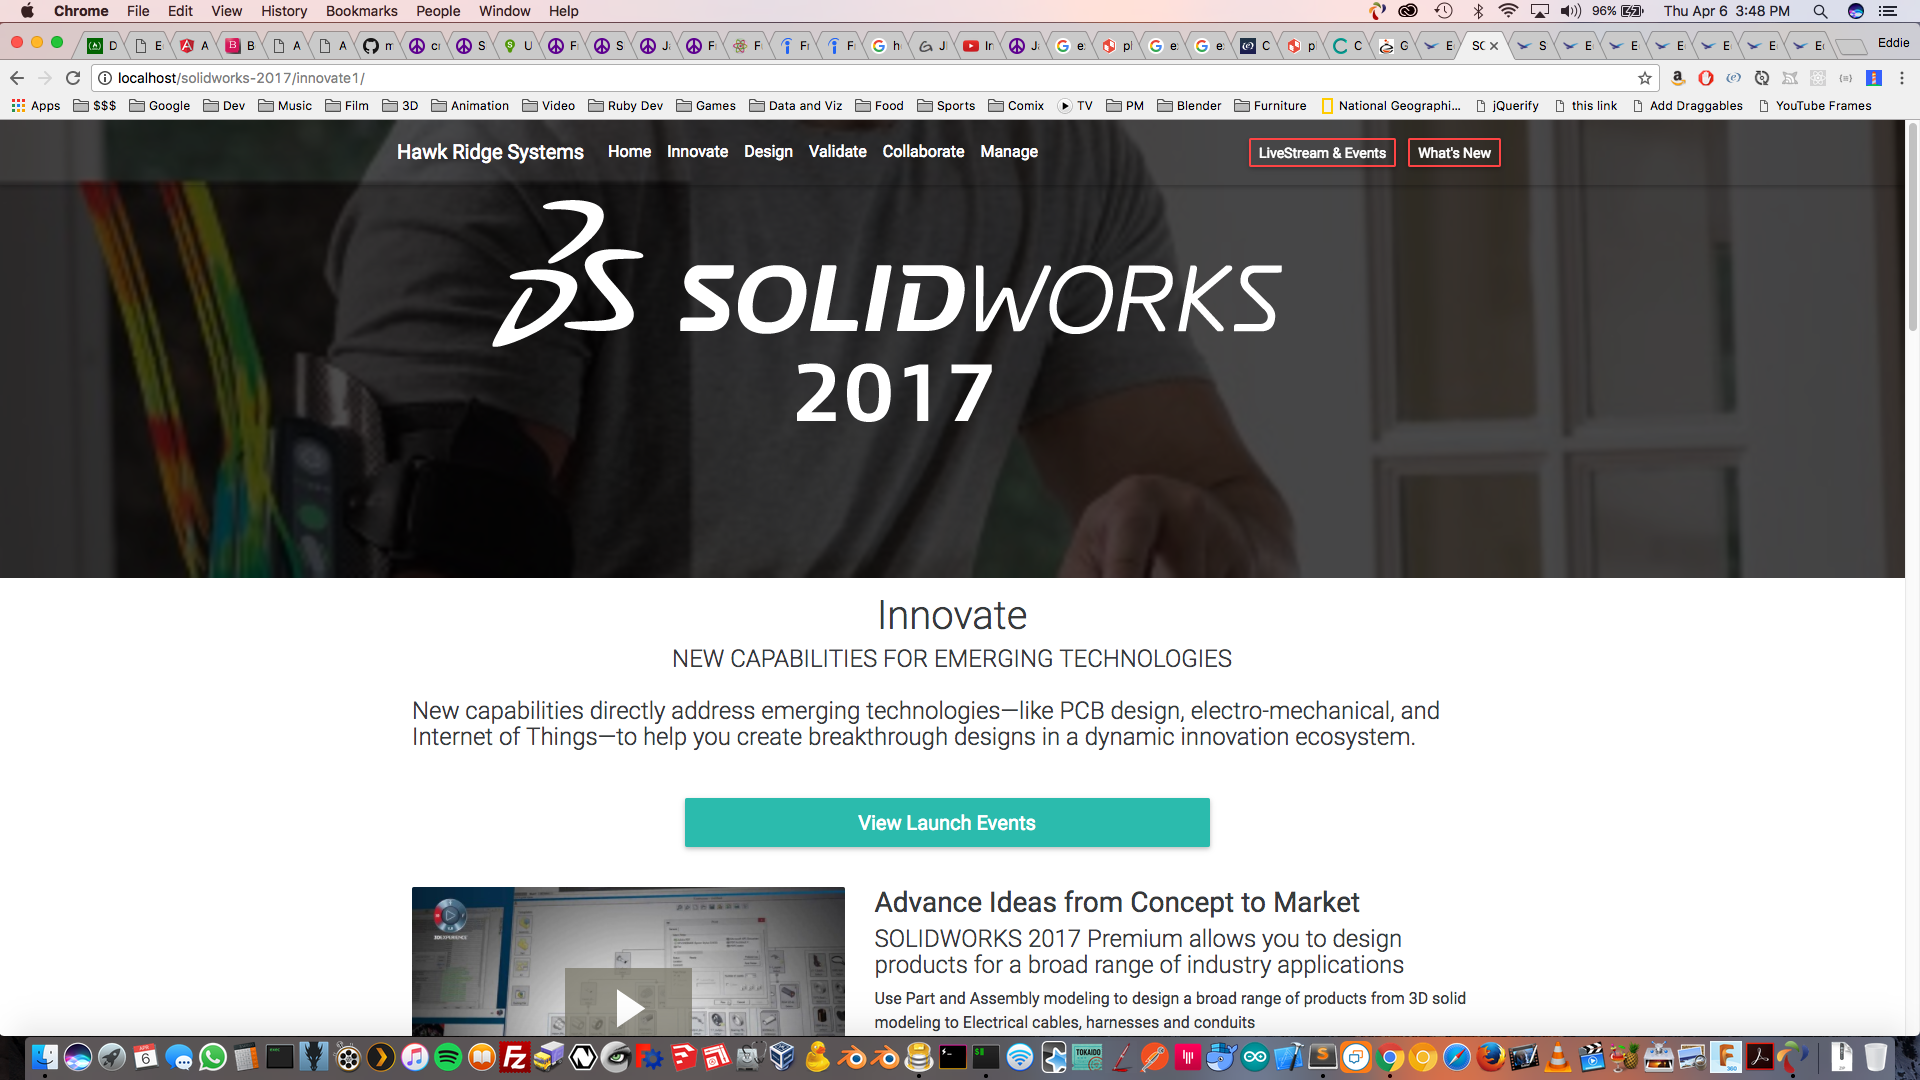 Chrome File Edit View History Bookmarks People Window Help 96% Thu Apr 6 3:48 PM
Eddie
localhost/solidworks-2017/innovate1/
Apps $$$ Google Dev Music Film 3D Animation Video Ruby Dev Games Data and Viz Food Sports Comix TV PM Blender Furniture National Geographi... jQuerify this link Add Draggables YouTube Frames
Hawk Ridge Systems Home Innovate Design Validate Collaborate Manage LiveStream & Events What's New
SOLIDWORKS
2017
Innovate
NEW CAPABILITIES FOR EMERGING TECHNOLOGIES
New capabilities directly address emerging technologies—like PCB design, electro-mechanical, and
Internet of Things—to help you create breakthrough designs in a dynamic innovation ecosystem.
View Launch Events
Advance Ideas from Concept to Market
SOLIDWORKS 2017 Premium allows you to design
products for a broad range of industry applications
Use Part and Assembly modeling to design a broad range of products from 3D solid
modeling to Electrical cables, harnesses and conduits